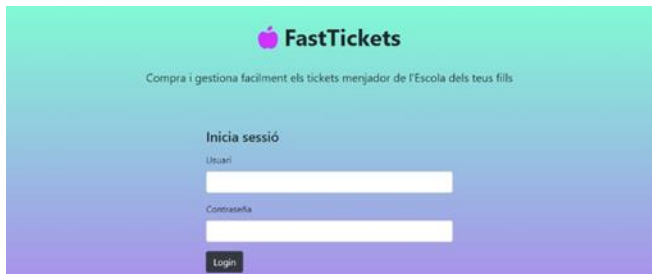 FastTickets
Compra i gestiona facilment els tickets menjador de l'Escola dels teus fills
Inicia sessió
Usuari
Contraseña
Login